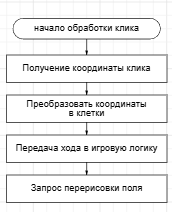 начало обработки клика
Получение координаты клика
Преобразовать координаты
в клетки
Передача хода в игровую логику
Запрос перерисовки поля